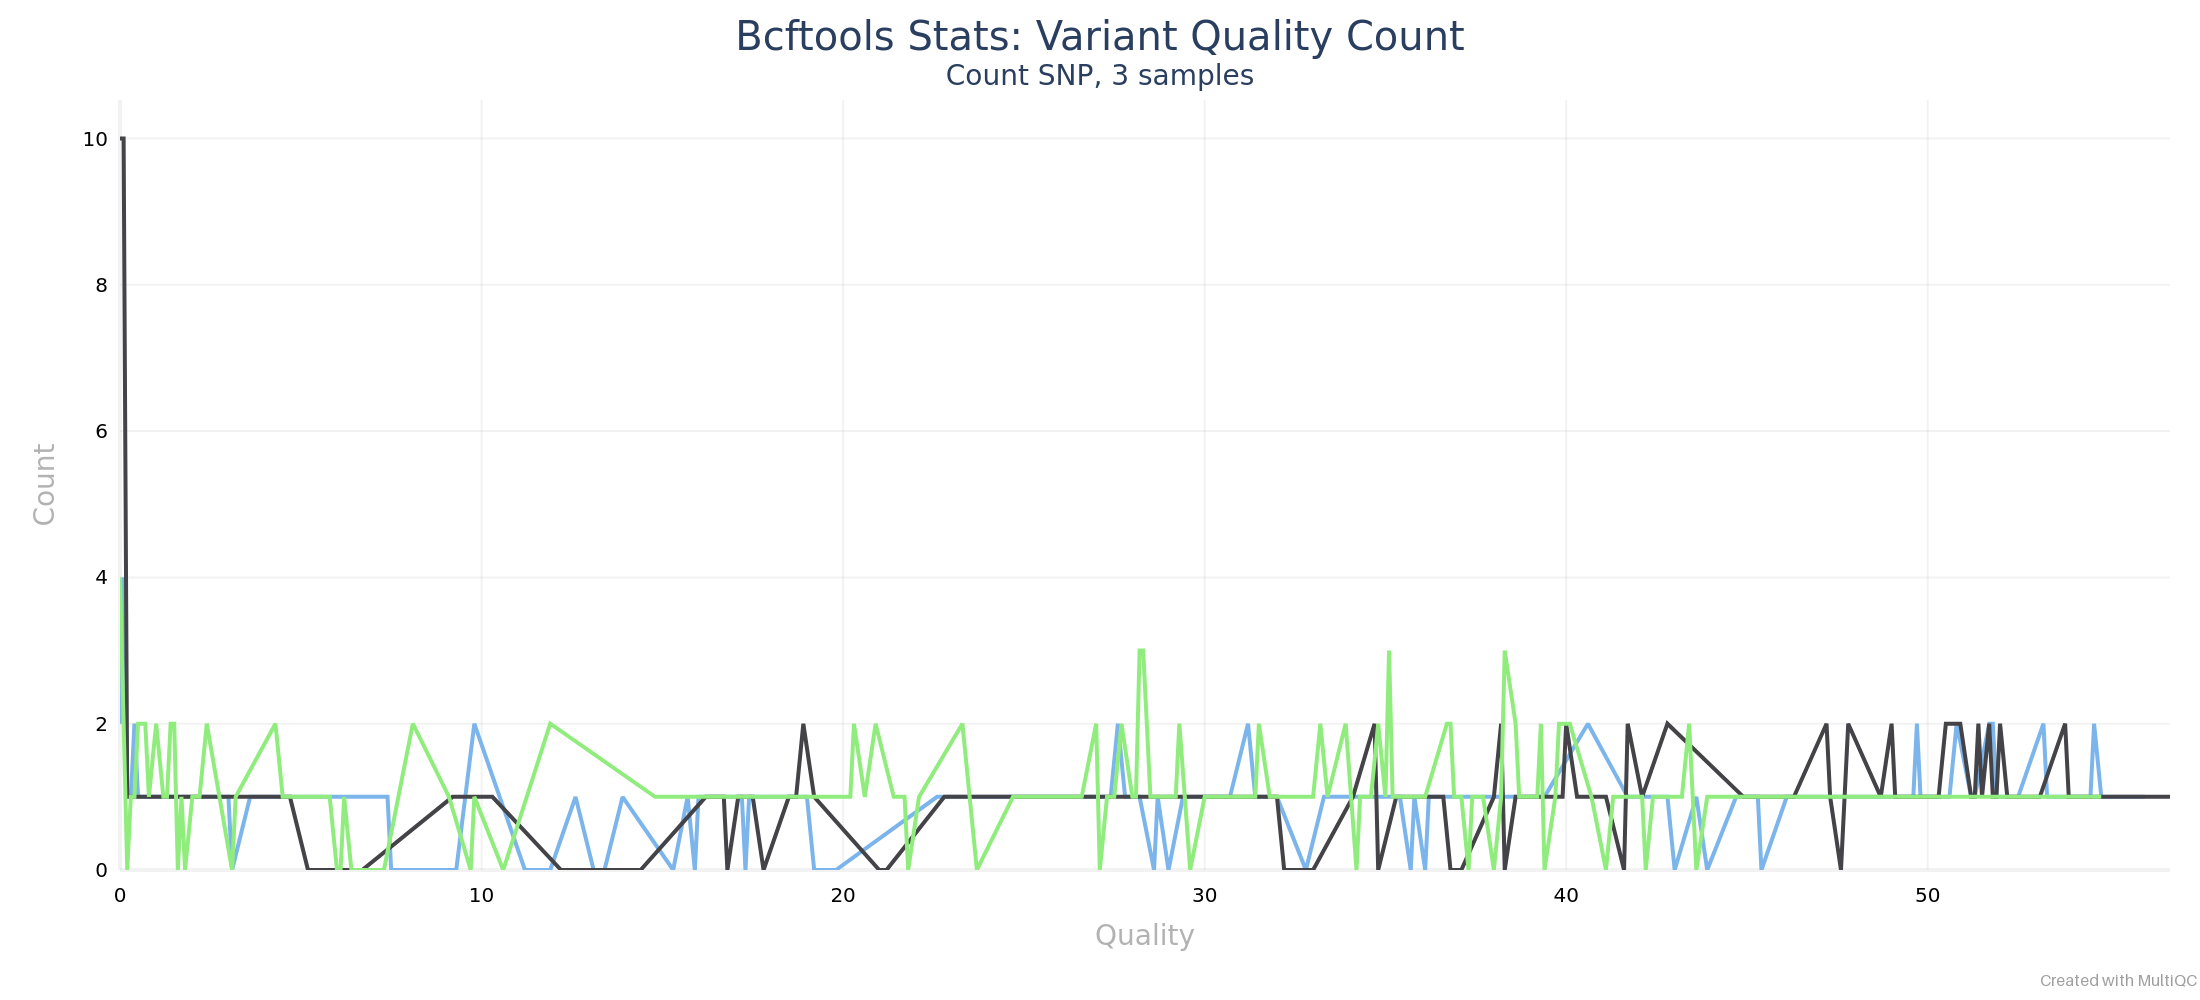 Bcftools Stats: Variant Quality Count
Count SNP, 3 samples
10
8
6
4
2
0
Count
0 10 20 30 40 50
Quality
Created with MultiQC